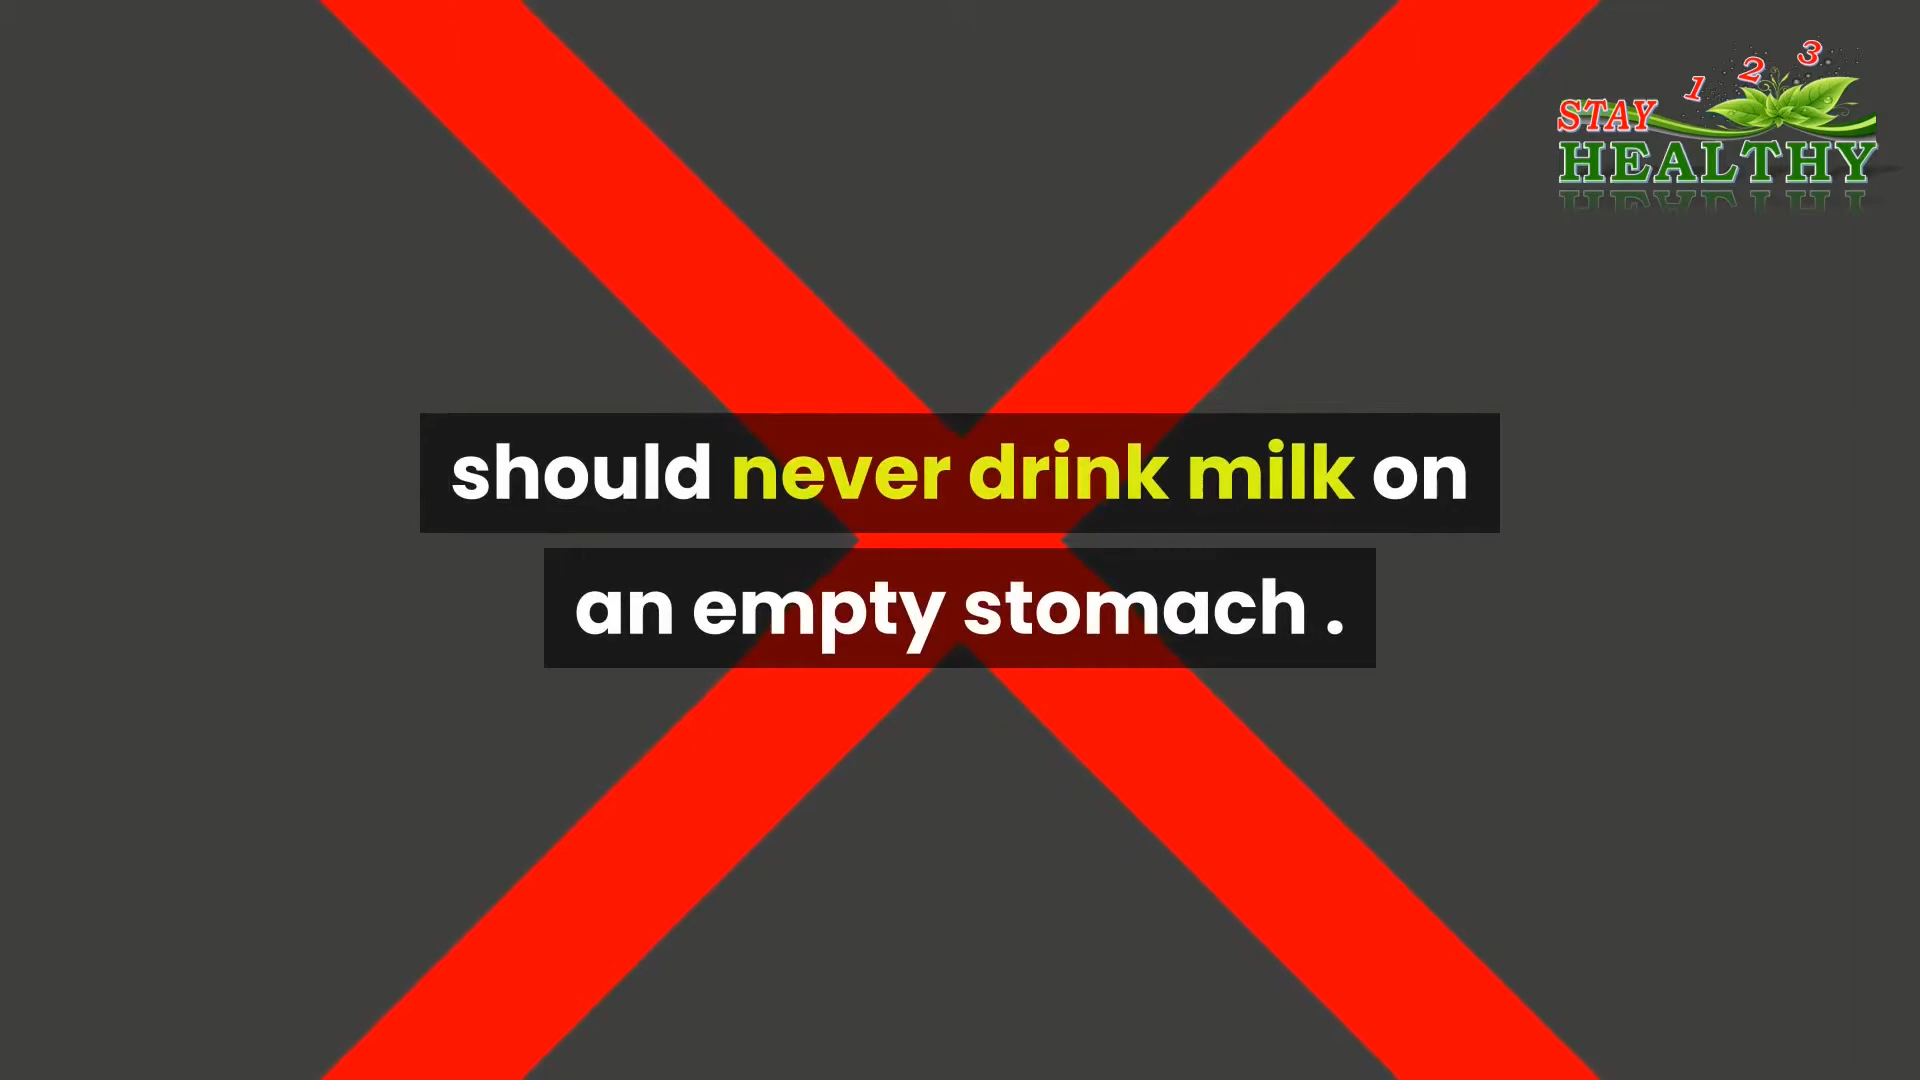 1 2 3
STAY
HEALTHY
should never drink milk on
an empty stomach .